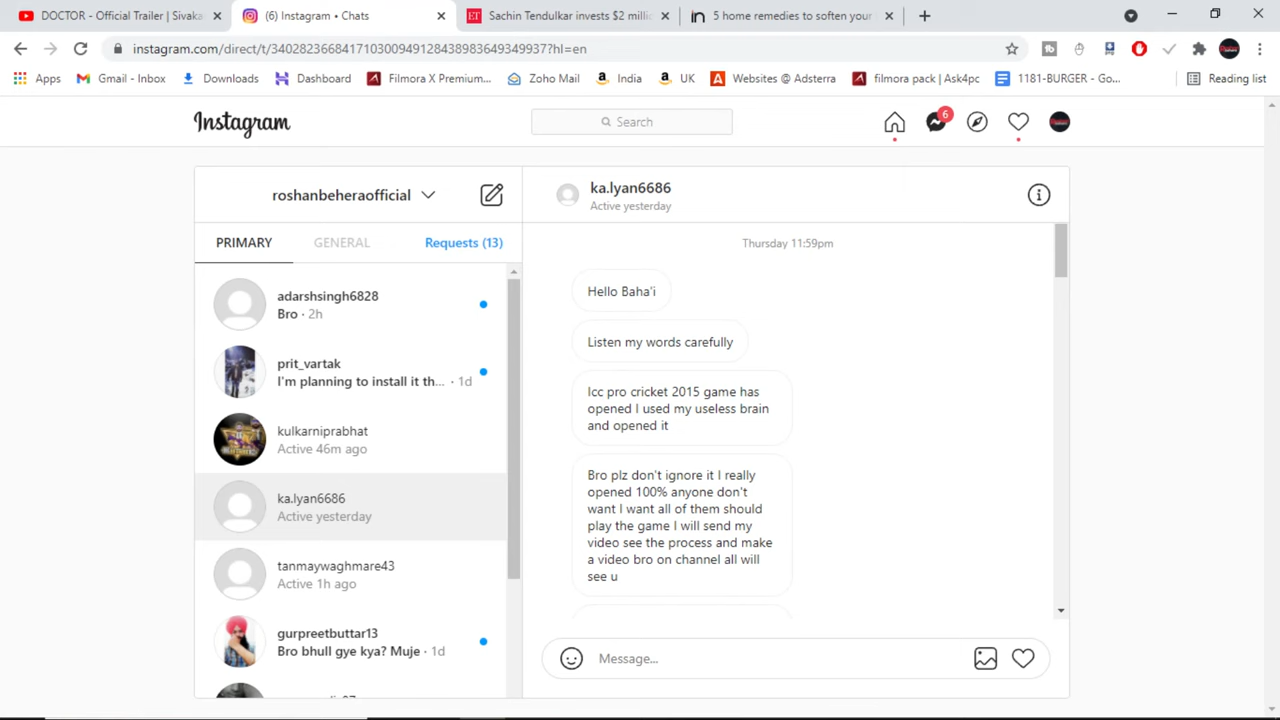 DOCTOR - Official Trailer | Sivaka
(6) Instagram • Chats
Sachin Tendulkar invests $2 milli
5 home remedies to soften your
instagram.com/direct/t/340282366841710300949128439836493499​37?hl=en
Apps
Gmail - Inbox
Downloads
Dashboard
Filmora X Premium...
Zoho Mail
India
UK
Websites @ Adsterra
filmora pack | Ask4pc
1181-BURGER - Go...
Reading list
Instagram
Search
6
roshanbeheraofficial
PRIMARY
GENERAL
Requests (13)
adarshsingh6828
Bro · 2h
prit_vartak
I'm planning to install it th... · 1d
kulkarniprabhat
Active 46m ago
ka.lyan6686
Active yesterday
tanmaywaghmare43
Active 1h ago
gurpreetbuttar13
Bro bhull gye kya? Muje · 1d
ka.lyan6686
Active yesterday
Thursday 11:59pm
Hello Baha'i
Listen my words carefully
Icc pro cricket 2015 game has
opened I used my useless brain
and opened it
Bro plz don't ignore it I really
opened 100% anyone don't
want I want all of them should
play the game I will send my
video see the process and make
a video bro on channel all will
see u
Message...